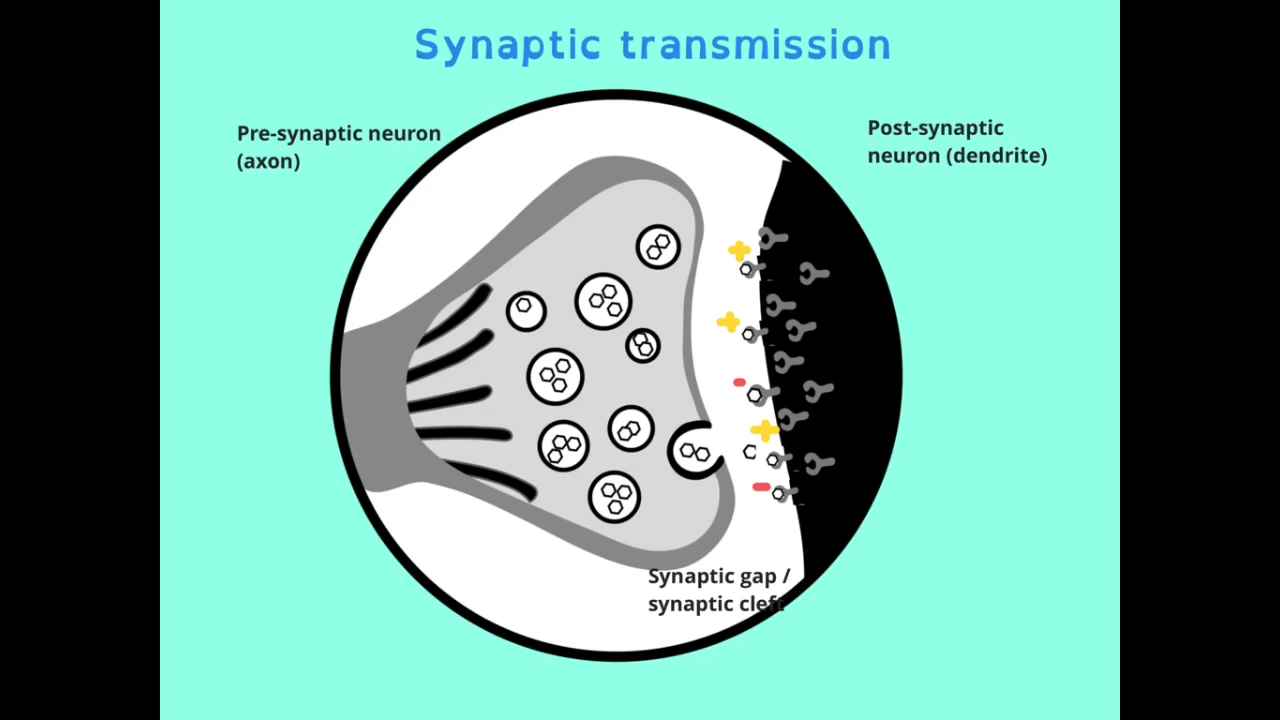 Synaptic transmission
Pre-synaptic neuron
(axon)
Post-synaptic
neuron (dendrite)
Synaptic gap /
synaptic cleft